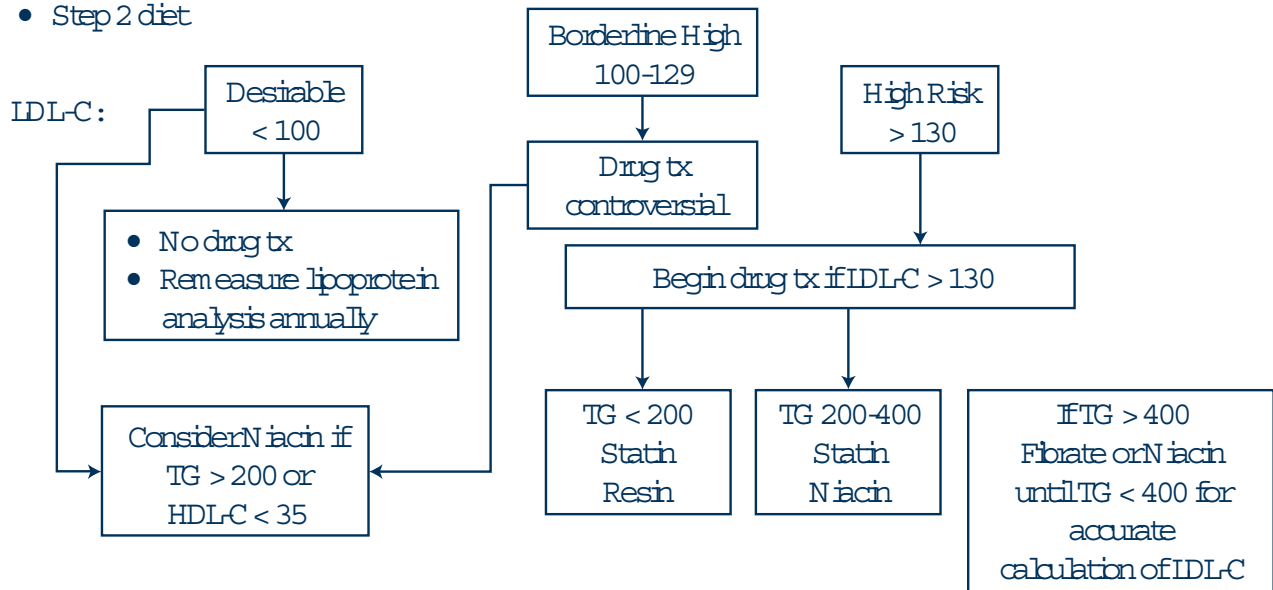 • Step 2 diet
LDL-C:
Desirable
< 100
Borderline High
100-129
High Risk
> 130
Drug tx
controversial
• No drug tx
• Remeasure lipoprotein
analysis annually
Begin drug tx if LDL-C > 130
Consider Niacin if
TG > 200 or
HDL-C < 35
TG < 200
Statin
Resin
TG 200-400
Statin
Niacin
If TG > 400
Fibrate or Niacin
until TG < 400 for
accurate
calculation of LDL-C